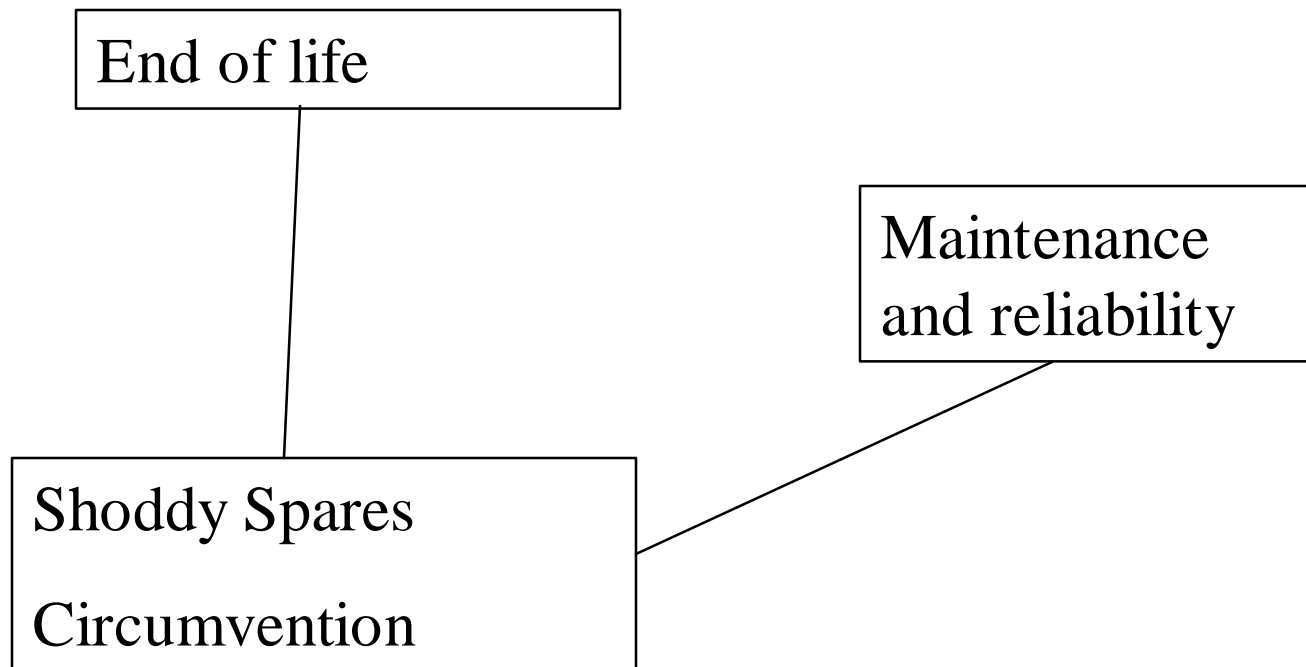 End of life
Maintenance
and reliability
Shoddy Spares
Circumvention